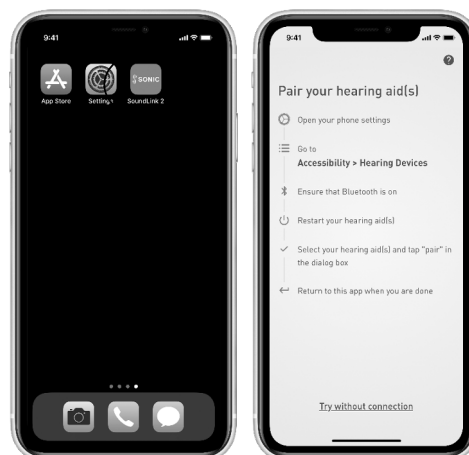 9:41
App Store
Settings
SONIC
SoundLink 2
9:41
?
Pair your hearing aid(s)
Open your phone settings
Go to
Accessibility > Hearing Devices
Ensure that Bluetooth is on
Restart your hearing aid(s)
Select your hearing aid(s) and tap "pair" in
the dialog box
Return to this app when you are done
Try without connection